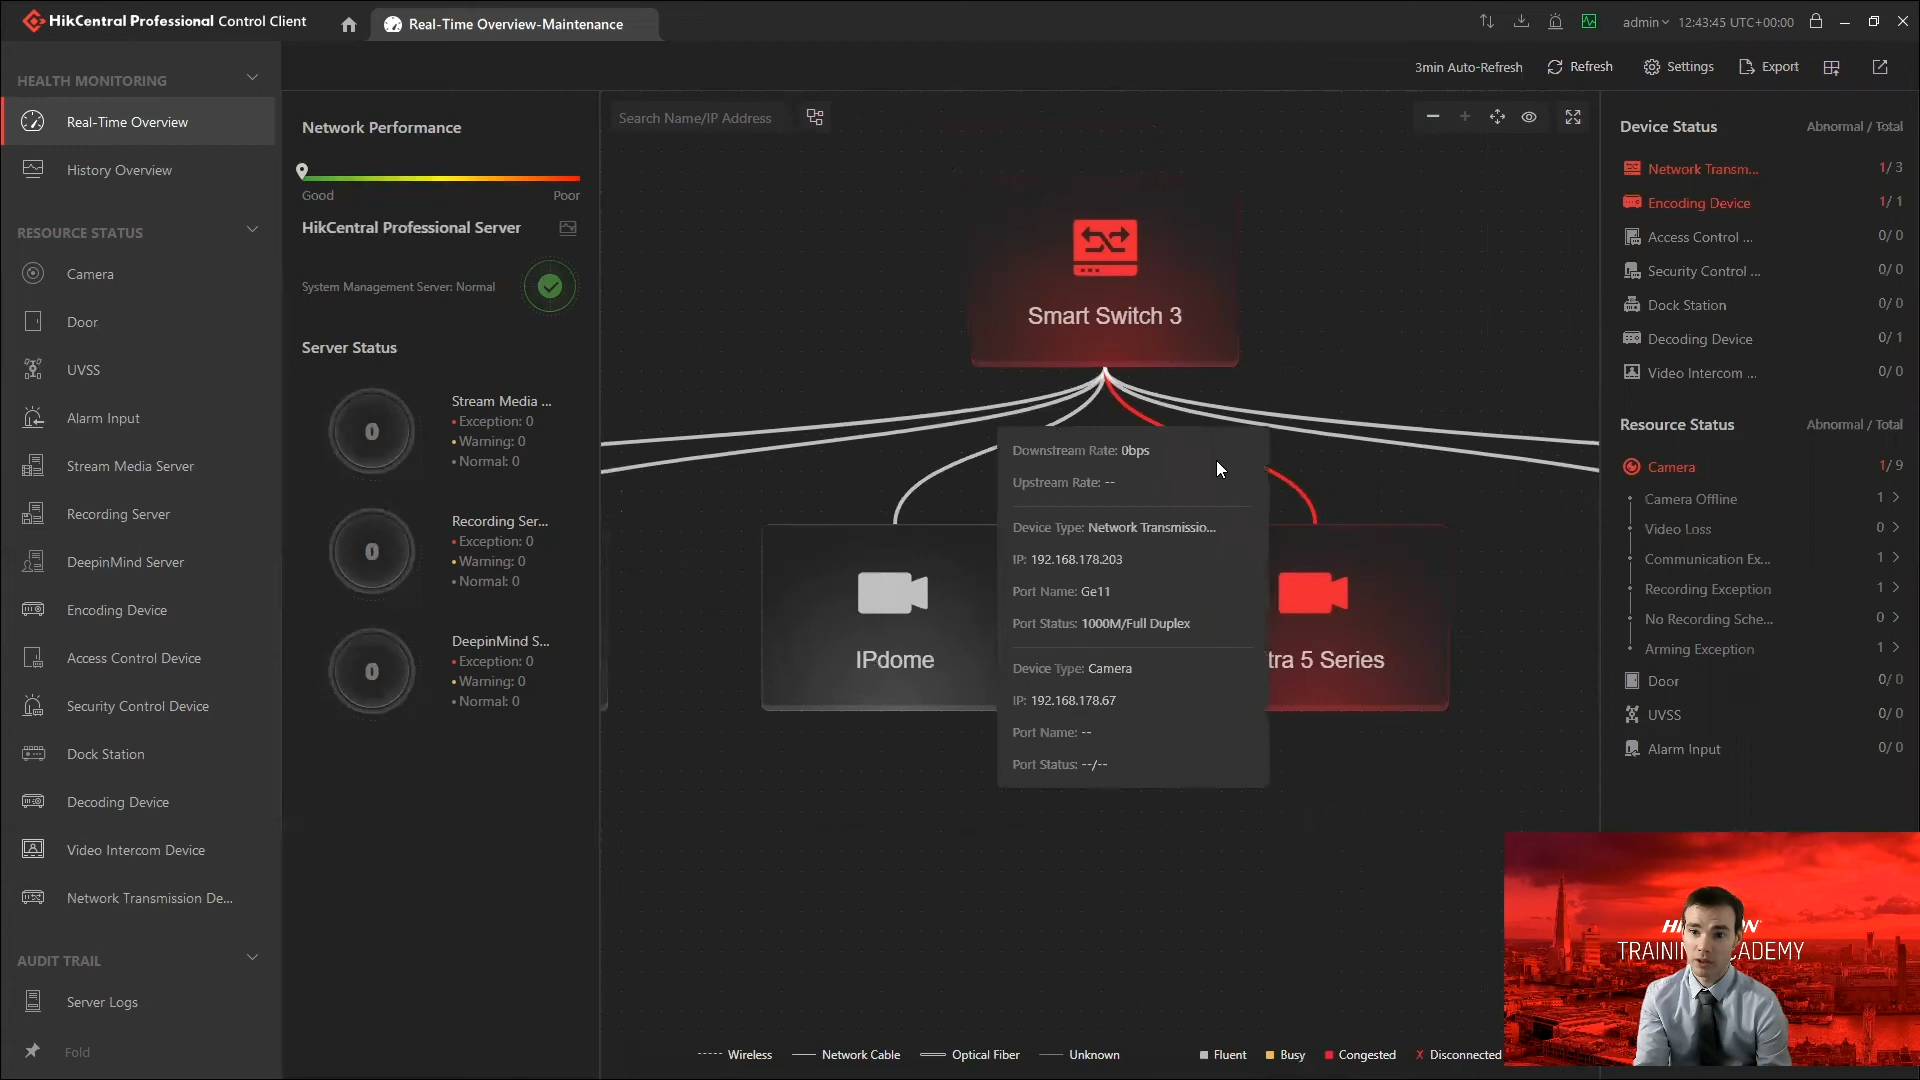 HikCentral Professional Control Client
Real-Time Overview-Maintenance
admin
12:43:45 UTC+00:00
3min Auto-Refresh
Refresh
Settings
Export
HEALTH MONITORING
Real-Time Overview
History Overview
RESOURCE STATUS
Camera
Door
UVSS
Alarm Input
Stream Media Server
Recording Server
DeepinMind Server
Encoding Device
Access Control Device
Security Control Device
Dock Station
Decoding Device
Video Intercom Device
Network Transmission De...
AUDIT TRAIL
Server Logs
Fold
Network Performance
Good
Poor
HikCentral Professional Server
System Management Server: Normal
Server Status
0
Stream Media ...
Exception: 0
Warning: 0
Normal: 0
0
Recording Ser...
Exception: 0
Warning: 0
Normal: 0
0
DeepinMind S...
Exception: 0
Warning: 0
Normal: 0
Search Name/IP Address
Smart Switch 3
IPdome
tra 5 Series
Downstream Rate: 0bps
Upstream Rate: --
Device Type: Network Transmissio...
IP: 192.168.178.203
Port Name: Ge11
Port Status: 1000M/Full Duplex
Device Type: Camera
IP: 192.168.178.67
Port Name: --
Port Status: --/--
Wireless
Network Cable
Optical Fiber
Unknown
Fluent
Busy
Congested
X Disconnected
Device Status
Abnormal / Total
Network Transm... 1/ 3
Encoding Device 1/ 1
Access Control ... 0/ 0
Security Control ... 0/ 0
Dock Station 0/ 0
Decoding Device 0/ 1
Video Intercom ... 0/ 0
Resource Status
Abnormal / Total
Camera 1/ 9
Camera Offline 1 >
Video Loss 0 >
Communication Ex... 1 >
Recording Exception 1 >
No Recording Sche... 0 >
Arming Exception 1 >
Door 0/ 0
UVSS 0/ 0
Alarm Input 0/ 0